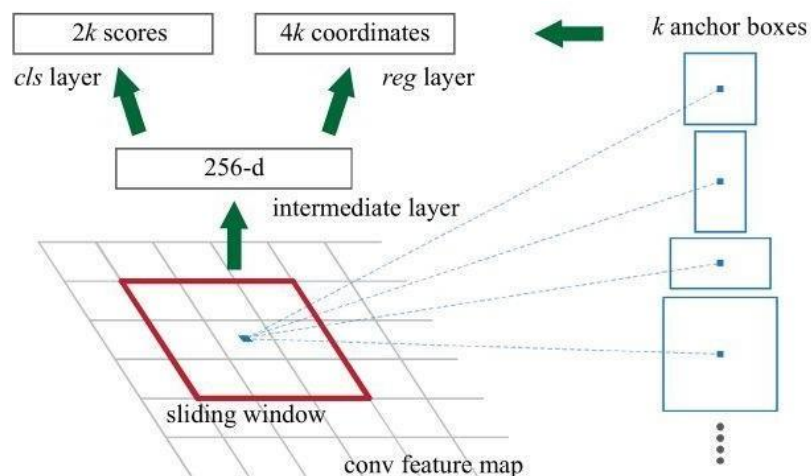 2k scores
4k coordinates
k anchor boxes
cls layer
reg layer
256-d
intermediate layer
sliding window
conv feature map